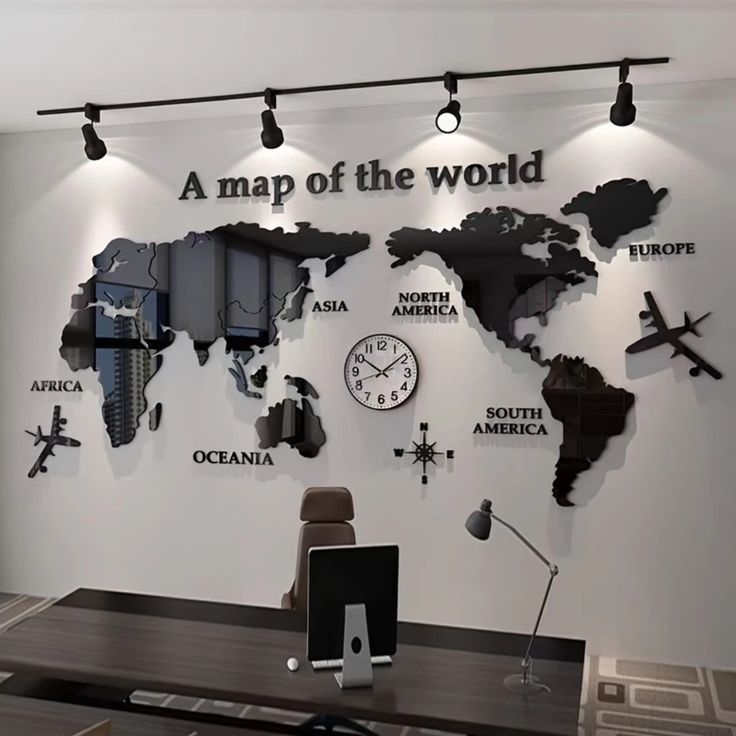 A map of the world
EUROPE
ASIA
NORTH
AMERICA
12
1
2
3
4
5
6
7
8
9
10
11
AFRICA
SOUTH
AMERICA
N
W
E
S
OCEANIA